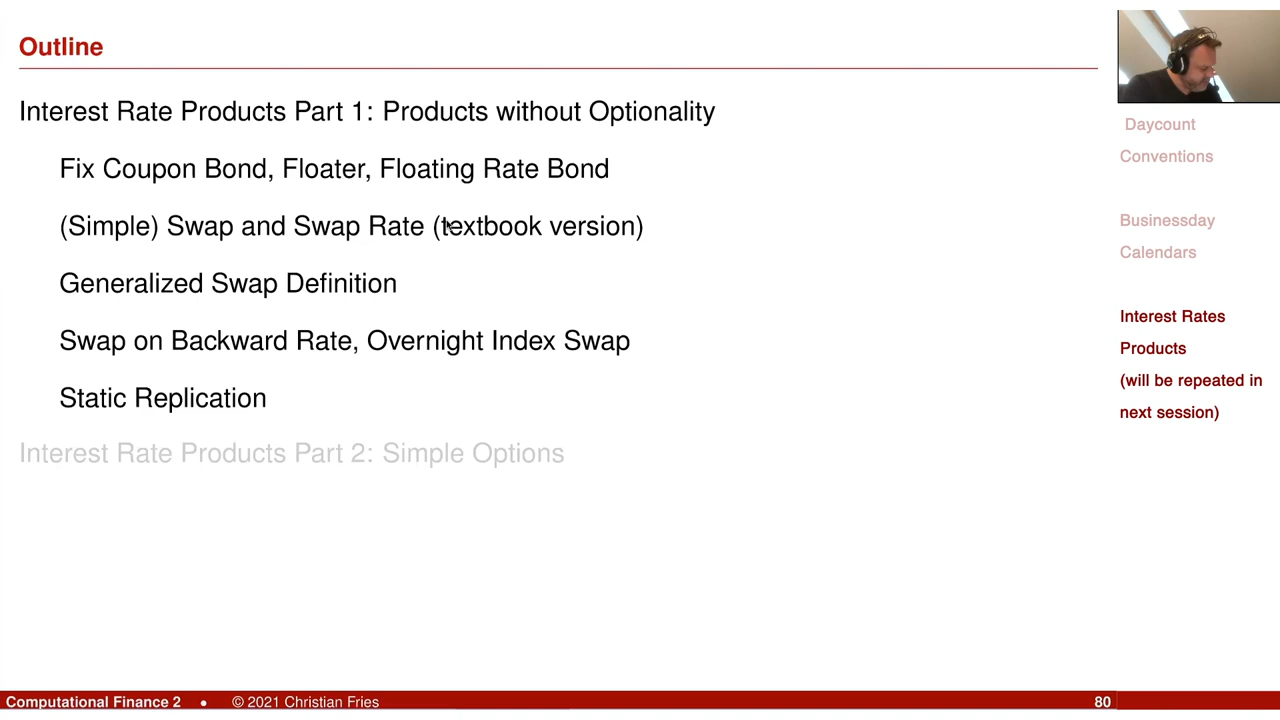 Outline
Interest Rate Products Part 1: Products without Optionality
Fix Coupon Bond, Floater, Floating Rate Bond
(Simple) Swap and Swap Rate (textbook version)
Generalized Swap Definition
Swap on Backward Rate, Overnight Index Swap
Static Replication
Interest Rate Products Part 2: Simple Options
Daycount
Conventions
Businessday
Calendars
Interest Rates
Products
(will be repeated in
next session)
Computational Finance 2 • © 2021 Christian Fries 80